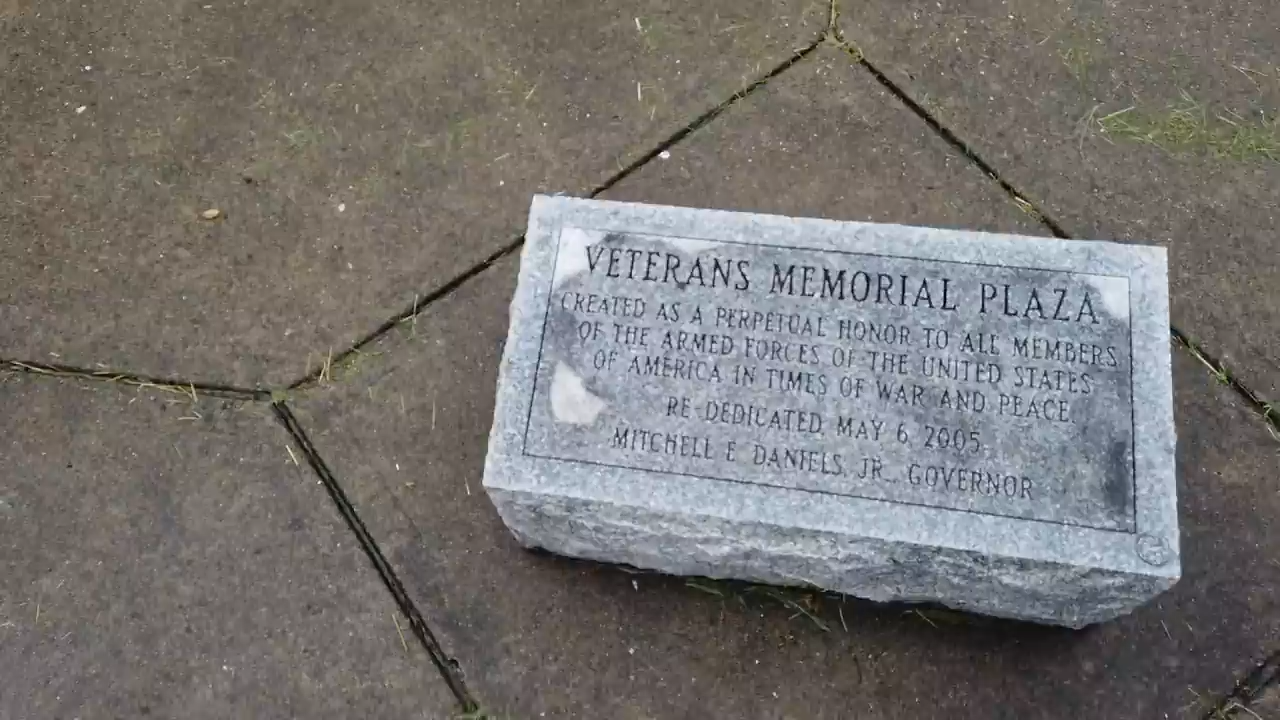 VETERANS MEMORIAL PLAZA
CREATED AS A PERPETUAL HONOR TO ALL MEMBERS
OF THE ARMED FORCES OF THE UNITED STATES
OF AMERICA IN TIMES OF WAR AND PEACE.
RE-DEDICATED MAY 6, 2005
MITCHELL E. DANIELS, JR., GOVERNOR